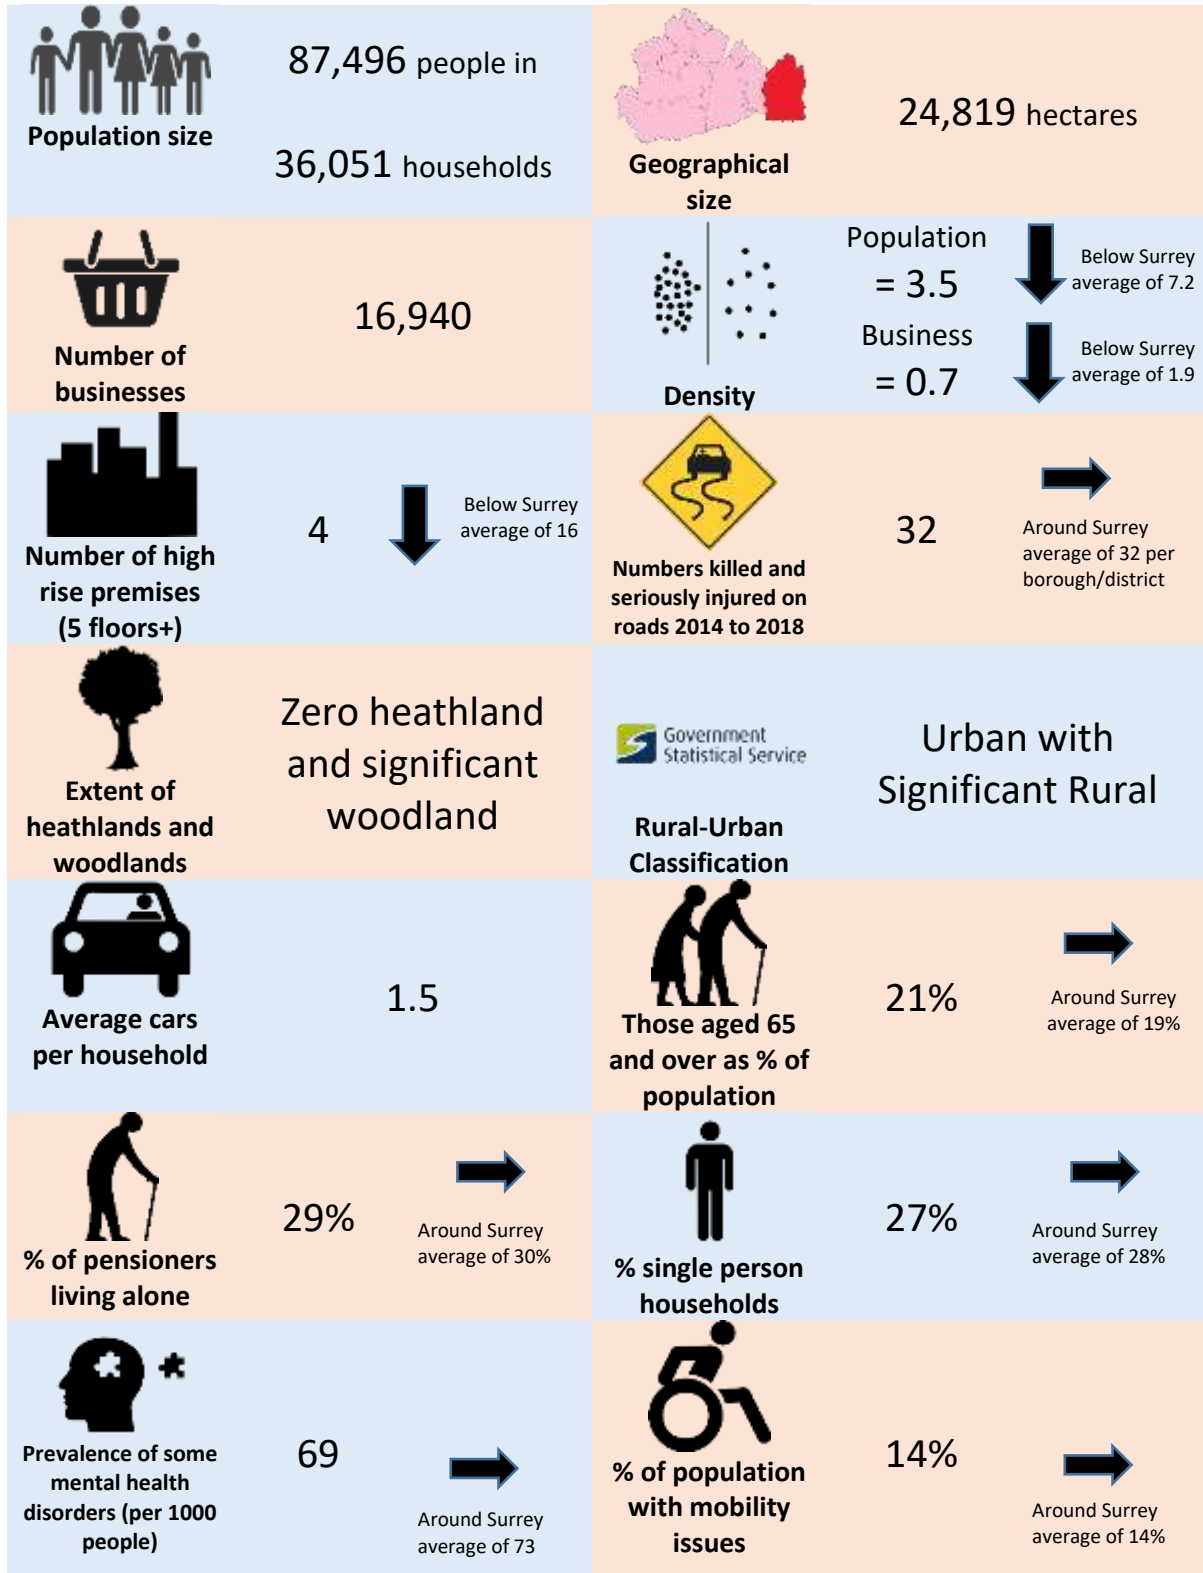 Population size
87,496 people in
36,051 households
Geographical
size
24,819 hectares
Number of
businesses
16,940
Density
Population
= 3.5
Below Surrey
average of 7.2
Business
= 0.7
Below Surrey
average of 1.9
Number of high
rise premises
(5 floors+)
4
Below Surrey
average of 16
Numbers killed and
seriously injured on
roads 2014 to 2018
32
Around Surrey
average of 32 per
borough/district
Extent of
heathlands and
woodlands
Zero heathland
and significant
woodland
Government
Statistical Service
Rural-Urban
Classification
Urban with
Significant Rural
Average cars
per household
1.5
Those aged 65
and over as % of
population
21%
Around Surrey
average of 19%
% of pensioners
living alone
29%
Around Surrey
average of 30%
% single person
households
27%
Around Surrey
average of 28%
Prevalence of some
mental health
disorders (per 1000
people)
69
Around Surrey
average of 73
% of population
with mobility
issues
14%
Around Surrey
average of 14%